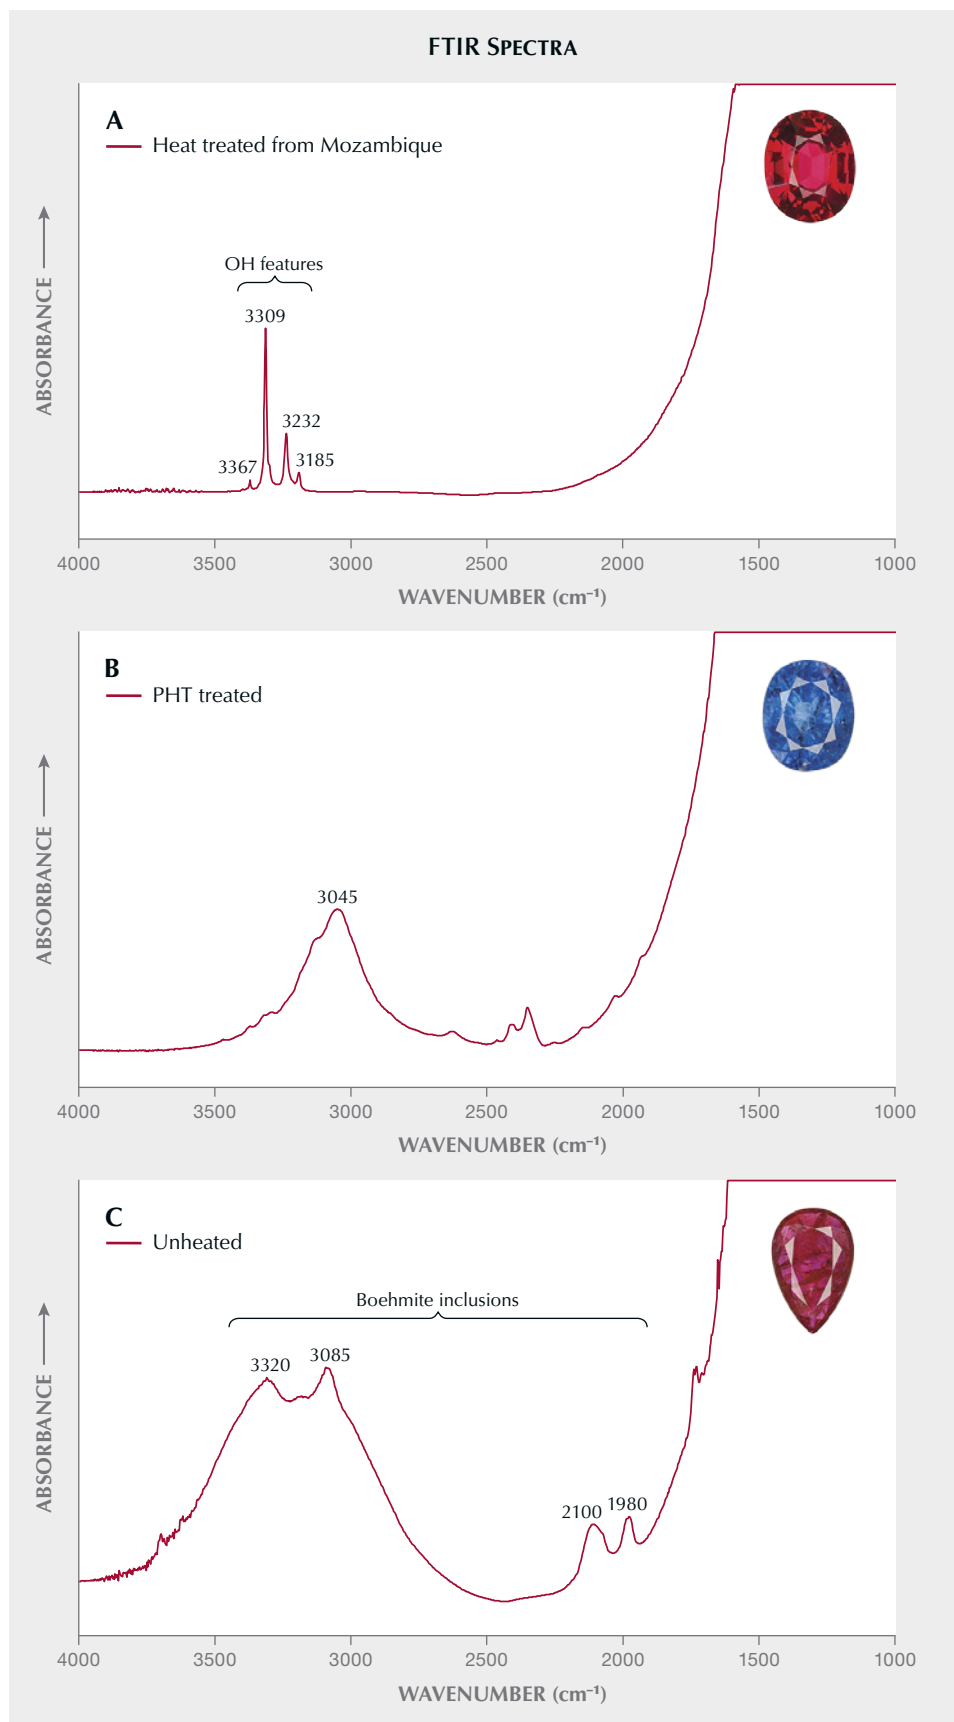 FTIR SPECTRA
A
Heat treated from Mozambique
OH features
3309
3232
3367 3185
ABSORBANCE
4000 3500 3000 2500 2000 1500 1000
WAVENUMBER (cm⁻¹)
B
PHT treated
3045
ABSORBANCE
4000 3500 3000 2500 2000 1500 1000
WAVENUMBER (cm⁻¹)
C
Unheated
Boehmite inclusions
3320 3085
2100 1980
ABSORBANCE
4000 3500 3000 2500 2000 1500 1000
WAVENUMBER (cm⁻¹)